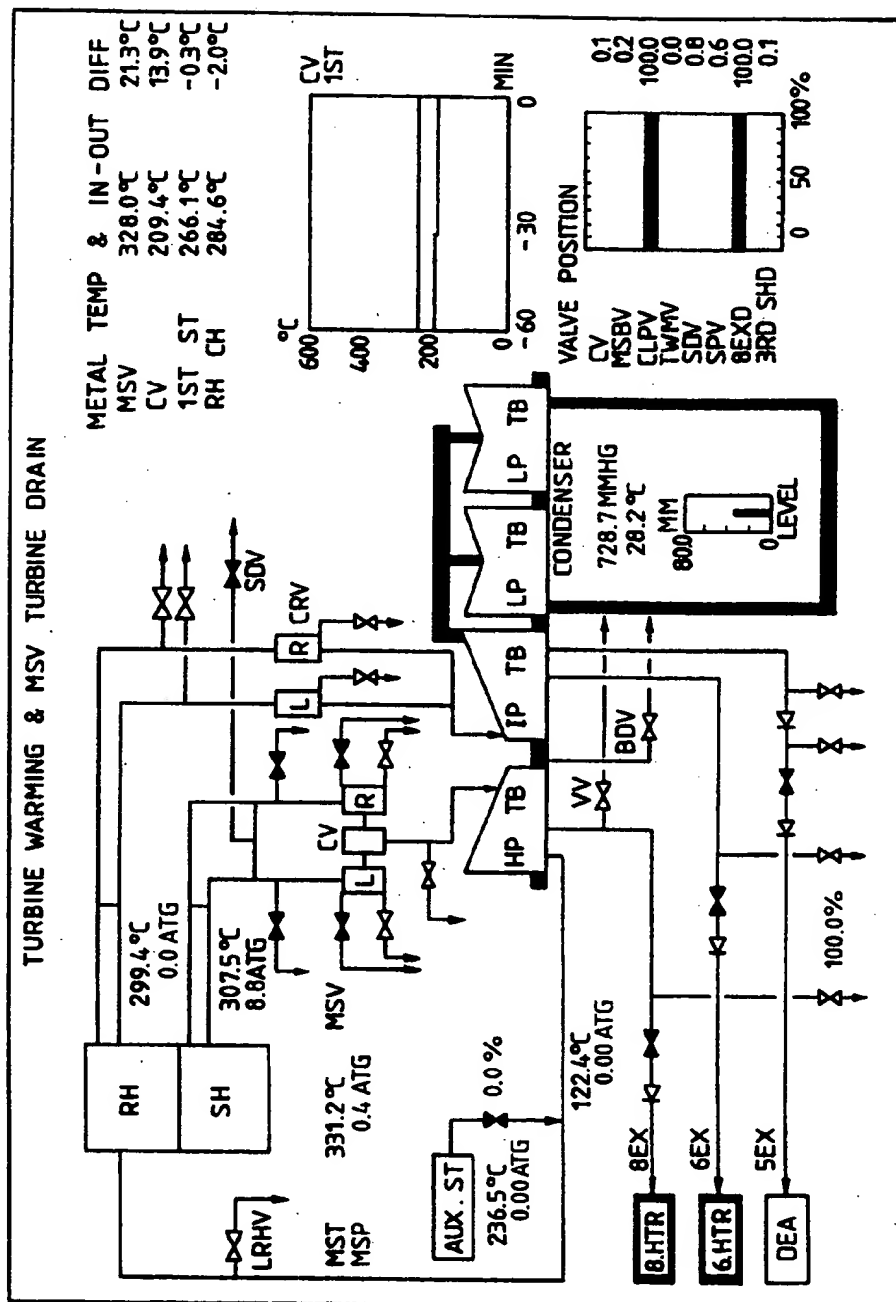 TURBINE WARMING & MSV TURBINE DRAIN
METAL TEMP & IN-OUT DIFF
MSV 328.0°C 21.3°C
CV 209.4°C 13.9°C
1ST ST 266.1°C -0.3°C
RH CH 284.6°C -2.0°C
°C
600
400
200
0
-60 -30 0
MIN
CV
1ST
VALVE POSITION
CV 0.1
MSBV 0.2
CLPV 100.0
TWMV 0.0
SDV 0.8
SPV 0.6
8EXD 100.0
3RD SHD 0.1
0 50 100%
RH
SH
299.4°C
0.0 ATG
307.5°C
8.8ATG
SDV
CRV
L
R
LRHV
MST 331.2°C
MSP 0.4 ATG
MSV
L
CV
R
AUX. ST
0.0%
236.5°C
0.00ATG
HP TB
IP TB
LP TB
LP TB
CONDENSER
728.7 MMHG
28.2°C
MM
800
0
LEVEL
VV
BDV
122.4°C
0.00 ATG
8EX
8.HTR
6EX
6.HTR
5EX
DEA
100.0%